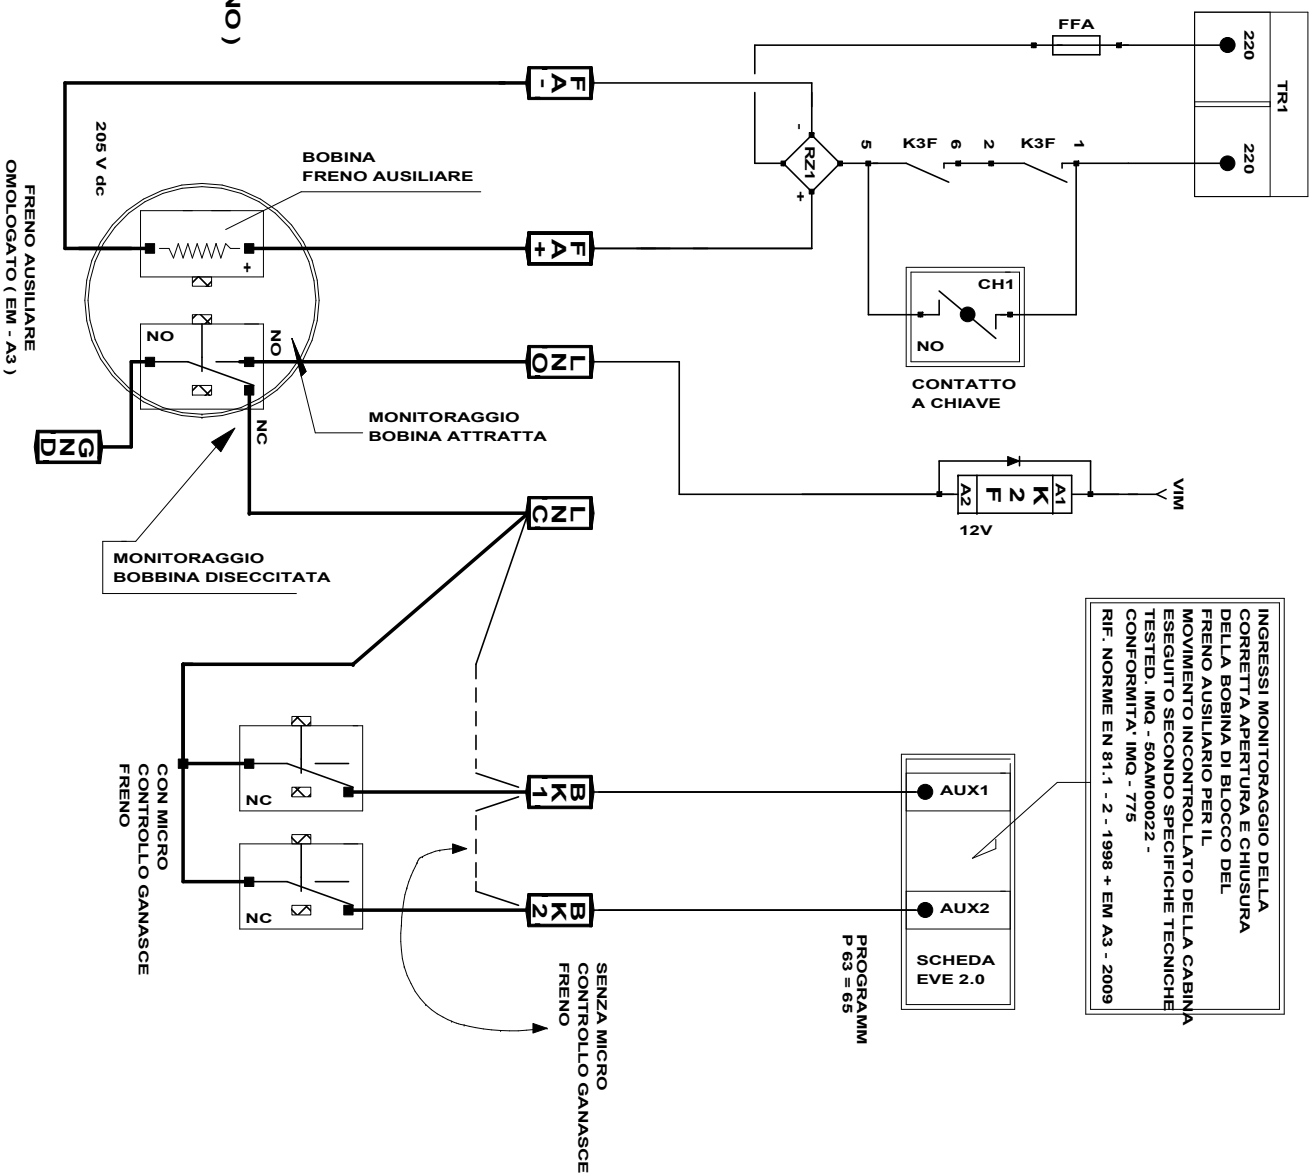 NO )
FFA
220
220
TR1
F A -
205 V dc
BOBINA
FRENO AUSILIARE
-
RZ1
+
5
K3F
6
2
K3F
1
F A +
+
FRENO AUSILIARE
OMOLOGATO ( EM - A3 )
CH1
NO
CONTATTO
A CHIAVE
NO
NO
NC
L NO
MONITORAGGIO
BOBINA ATTRATTA
GND
VIM
A1
K2F
A2
12V
L NC
MONITORAGGIO
BOBBINA DISECCITATA
INGRESSI MONITORAGGIO DELLA
CORRETTA APERTURA E CHIUSURA
DELLA BOBINA DI BLOCCO DEL
FRENO AUSILIARIO PER IL
MOVIMENTO INCONTROLLATO DELLA CABINA
ESEGUITO SECONDO SPECIFICHE TECNICHE
TESTED. IMQ - 50AM00022 -
CONFORMITA' IMQ - 775
RIF. NORME EN 81.1 - 2 - 1998 + EM A3 - 2009
NC
BK1
AUX1
CON MICRO
CONTROLLO GANASCE
FRENO
NC
BK2
AUX2
SCHEDA
EVE 2.0
PROGRAMM
P 63 = 65
SENZA MICRO
CONTROLLO GANASCE
FRENO